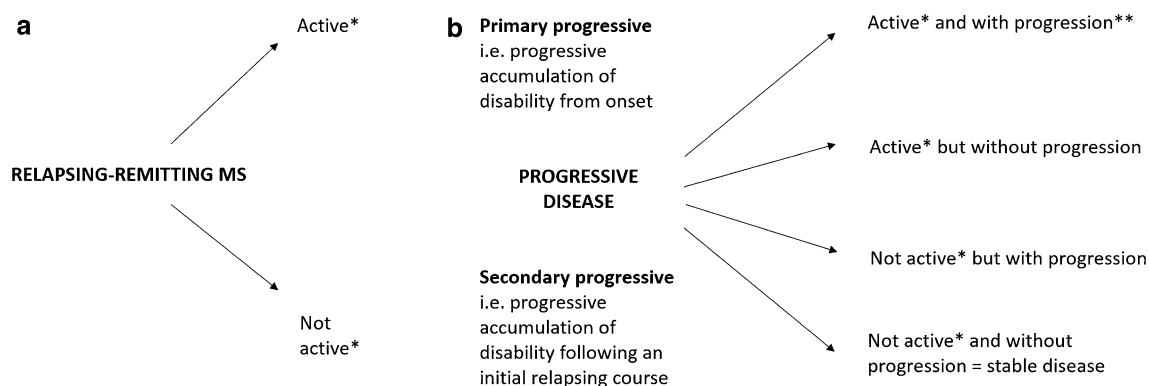 a
Active*
RELAPSING-REMITTING MS
Not
active*
b
Primary progressive
i.e. progressive
accumulation of
disability from onset
PROGRESSIVE
DISEASE
Secondary progressive
i.e. progressive
accumulation of
disability following an
initial relapsing course
Active* and with progression**
Active* but without progression
Not active* but with progression
Not active* and without
progression = stable disease